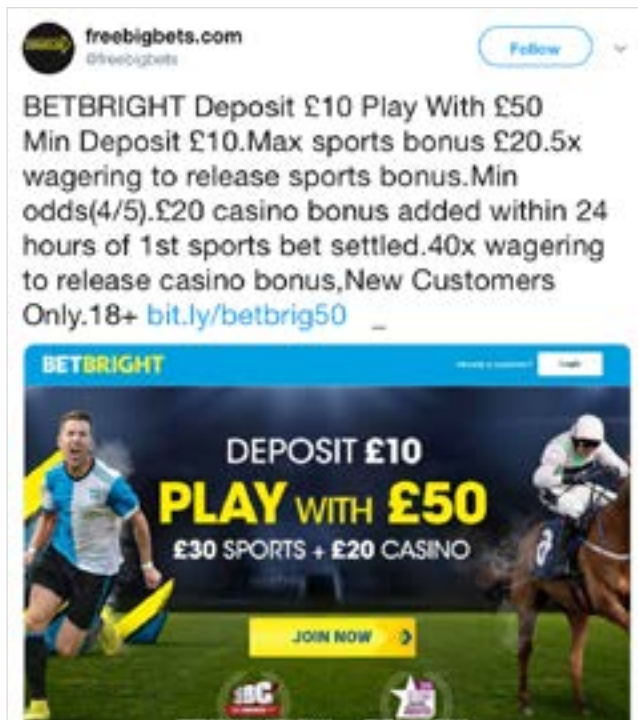 freebigbets.com
@freebigbets
Follow
BETBRIGHT Deposit £10 Play With £50
Min Deposit £10.Max sports bonus £20.5x
wagering to release sports bonus.Min
odds(4/5).£20 casino bonus added within 24
hours of 1st sports bet settled.40x wagering
to release casino bonus,New Customers
Only.18+ bit.ly/betbrig50
BETBRIGHT
Login
DEPOSIT £10
PLAY WITH £50
£30 SPORTS + £20 CASINO
JOIN NOW
SBC